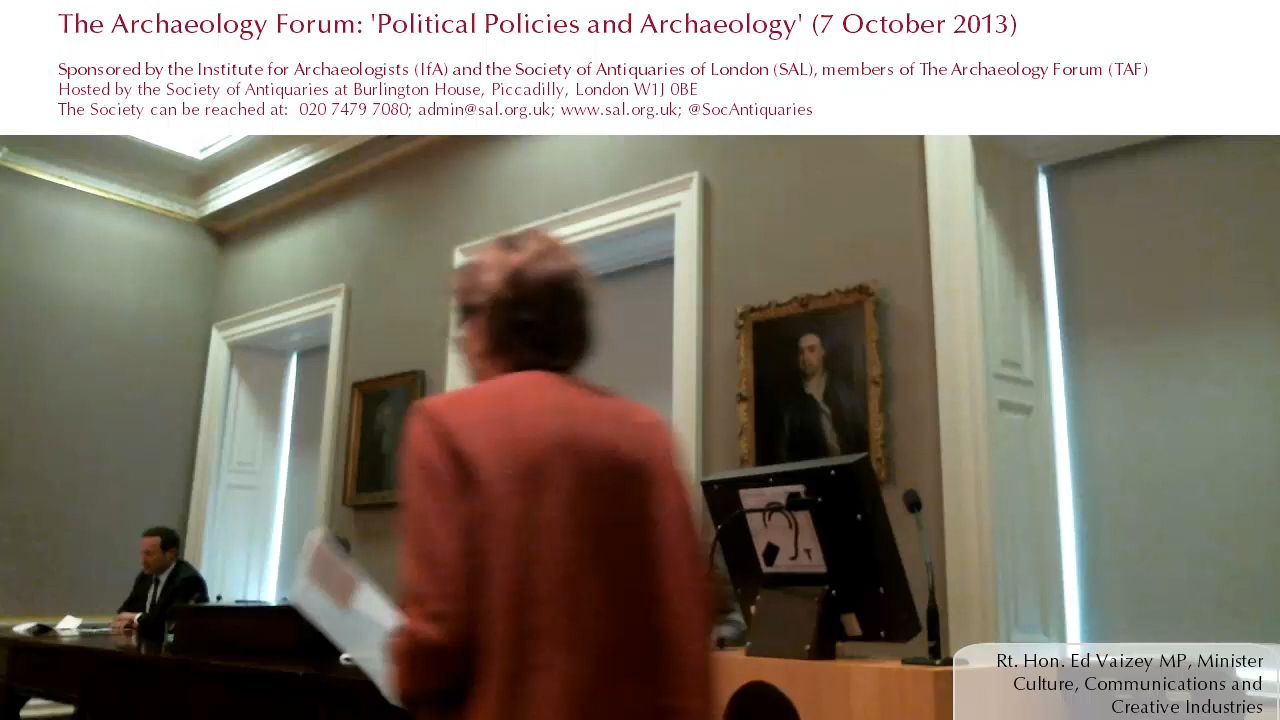 The Archaeology Forum: 'Political Policies and Archaeology' (7 October 2013)
Sponsored by the Institute for Archaeologists (IfA) and the Society of Antiquaries of London (SAL), members of The Archaeology Forum (TAF)
Hosted by the Society of Antiquaries at Burlington House, Piccadilly, London W1J 0BE
The Society can be reached at: 020 7479 7080; admin@sal.org.uk; www.sal.org.uk; @SocAntiquaries
Rt. Hon. Ed Vaizey MP, Minister
Culture, Communications and
Creative Industries